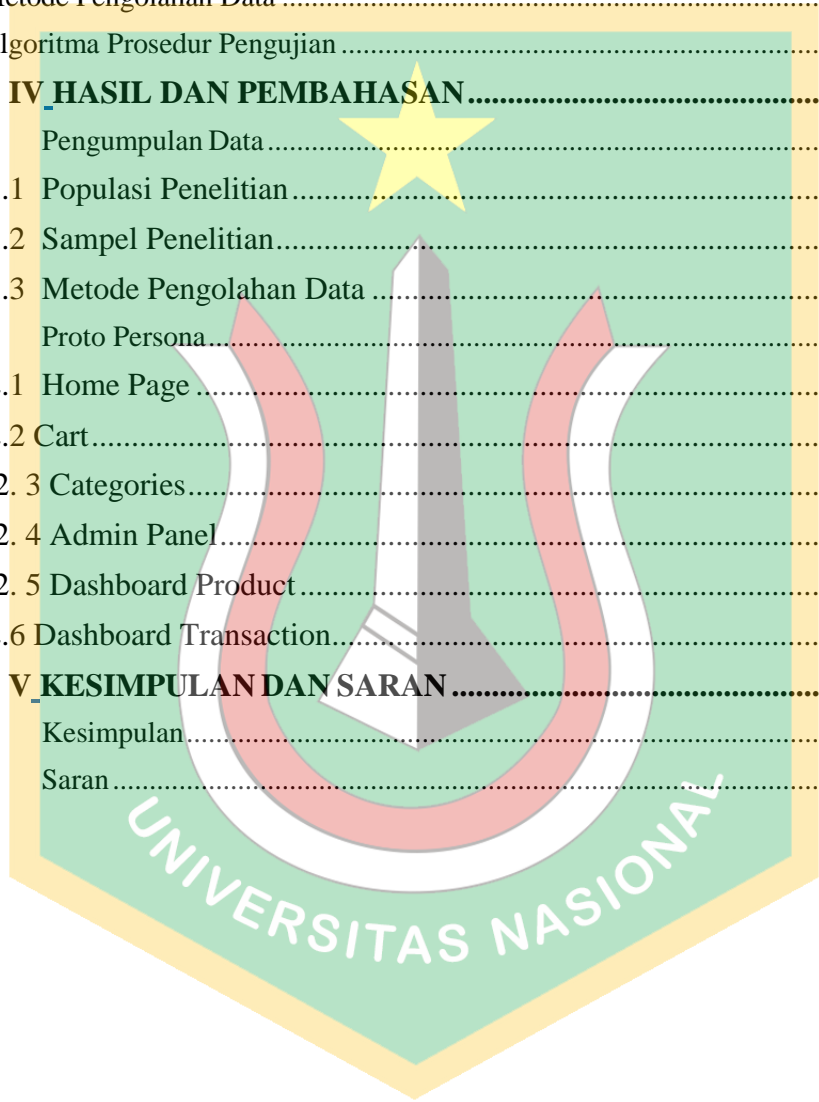 Metode Pengolahan Data ................................................................
lgoritma Prosedur Pengujian ................................................................
IV HASIL DAN PEMBAHASAN................................................................
Pengumpulan Data................................................................
.1 Populasi Penelitian................................................................
.2 Sampel Penelitian................................................................
.3 Metode Pengolahan Data ................................................................
Proto Persona................................................................
.1 Home Page ................................................................
.2 Cart................................................................
2. 3 Categories................................................................
2. 4 Admin Panel................................................................
2. 5 Dashboard Product................................................................
.6 Dashboard Transaction................................................................
V KESIMPULAN DAN SARAN ................................................................
Kesimpulan................................................................
Saran ................................................................
UNIVERSITAS NASIONAL